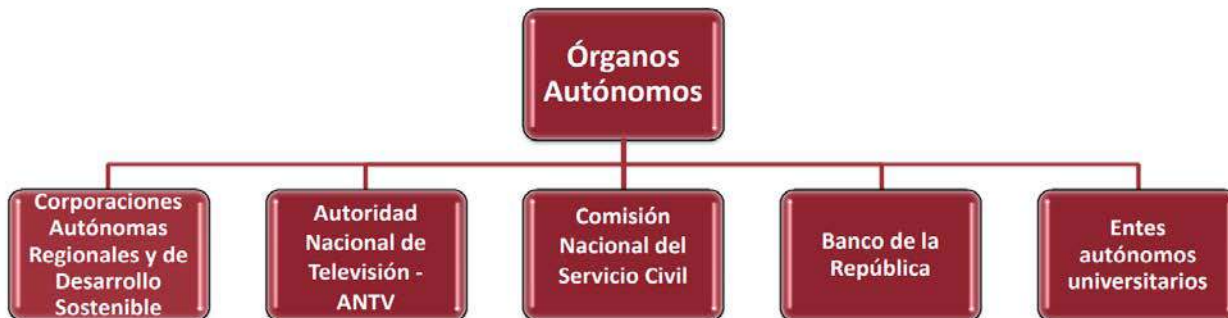 Órganos
Autónomos
Corporaciones
Autónomas
Regionales y de
Desarrollo
Sostenible
Autoridad
Nacional de
Televisión -
ANTV
Comisión
Nacional del
Servicio Civil
Banco de la
República
Entes
autónomos
universitarios